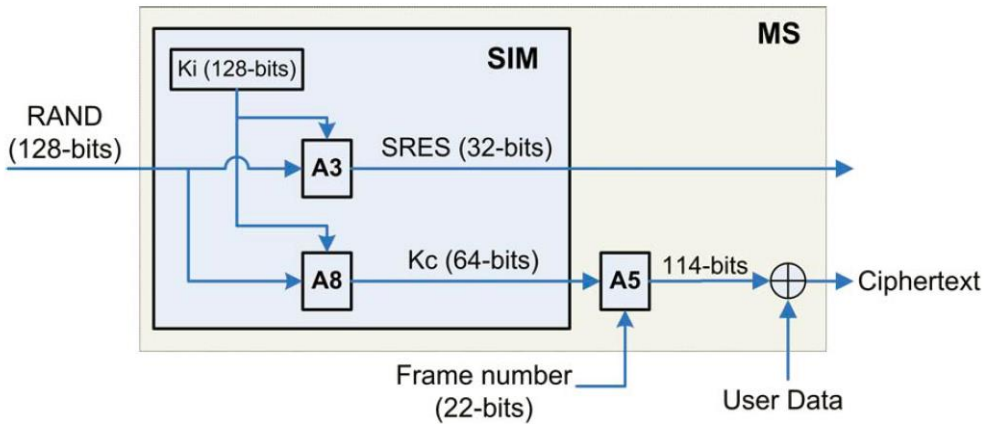 MS
SIM
Ki (128-bits)
RAND
(128-bits)
A3
SRES (32-bits)
A8
Kc (64-bits)
A5
114-bits
Ciphertext
Frame number
(22-bits)
User Data